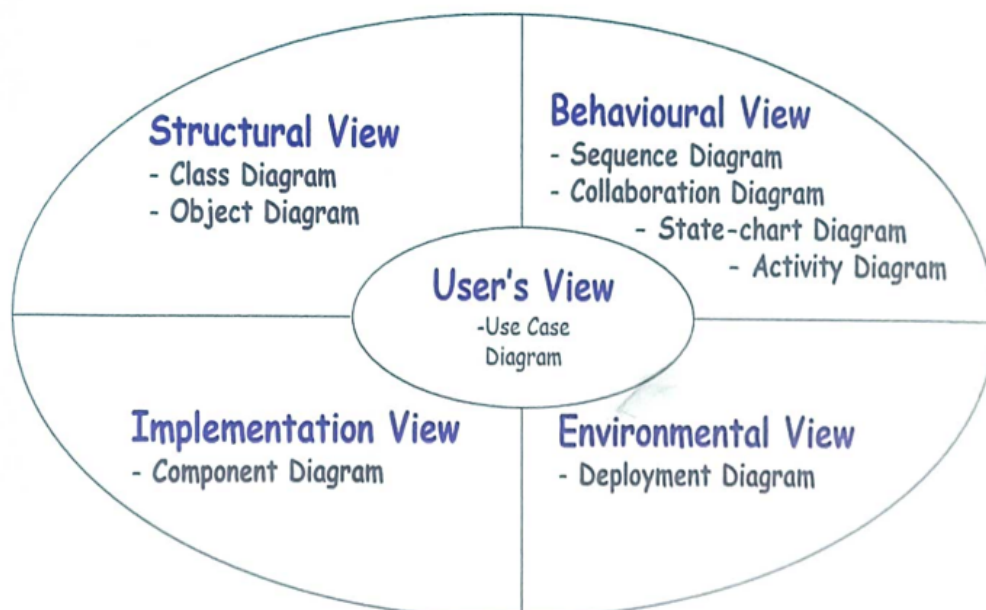 Structural View
- Class Diagram
- Object Diagram
Behavioural View
- Sequence Diagram
- Collaboration Diagram
- State-chart Diagram
- Activity Diagram
User's View
-Use Case
Diagram
Implementation View
- Component Diagram
Environmental View
- Deployment Diagram